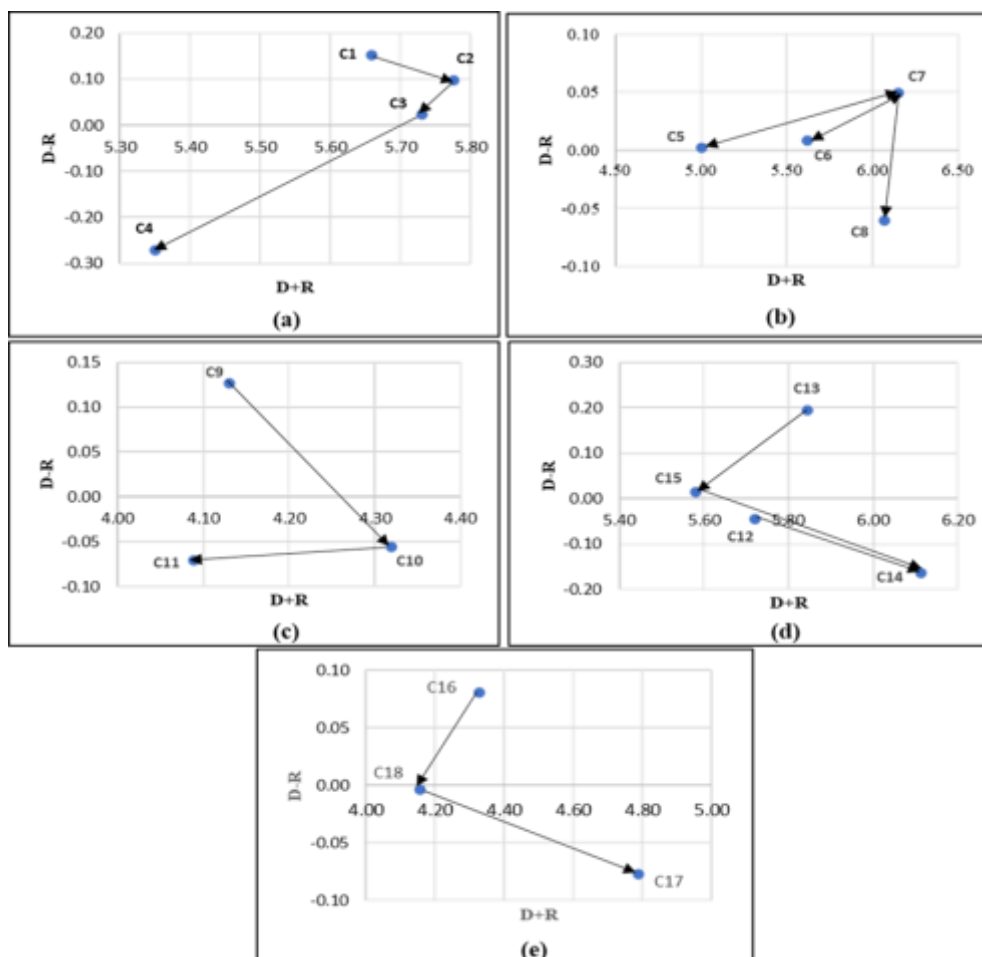 0.20
C1
C2
0.10
C3
0.00
5.30 5.40 5.50 5.60 5.70 5.80
D-R
-0.10
-0.20
C4
-0.30
D+R
(a)
0.10
C7
0.05
C5
C6
0.00
4.50 5.00 5.50 6.00 6.50
D-R
-0.05
C8
-0.10
D+R
(b)
0.15
C9
0.10
0.05
D-R
0.00
4.00 4.10 4.20 4.30 4.40
-0.05
C11
C10
-0.10
D+R
(c)
0.30
C13
0.20
0.10
D-R
C15
0.00
5.40 5.60 5.80 6.00 6.20
C12
-0.10
C14
-0.20
D+R
(d)
0.10
C16
0.05
C18
D-R
0.00
4.00 4.20 4.40 4.60 4.80 5.00
-0.05
C17
-0.10
D+R
(e)